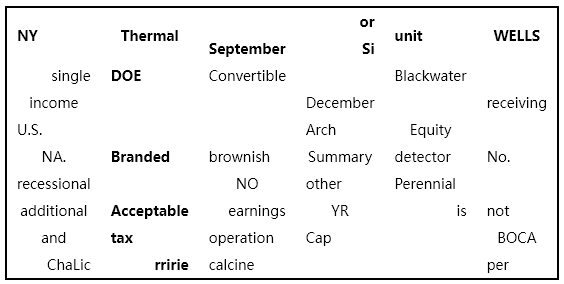 or
NY Thermal September Si unit WELLS
single DOE Convertible Blackwater
income December receiving
U.S. Arch Equity
NA. Branded brownish Summary detector No.
recessional NO other Perennial
additional Acceptable earnings YR is not
and tax operation Cap BOCA
ChaLic rririe calcine per